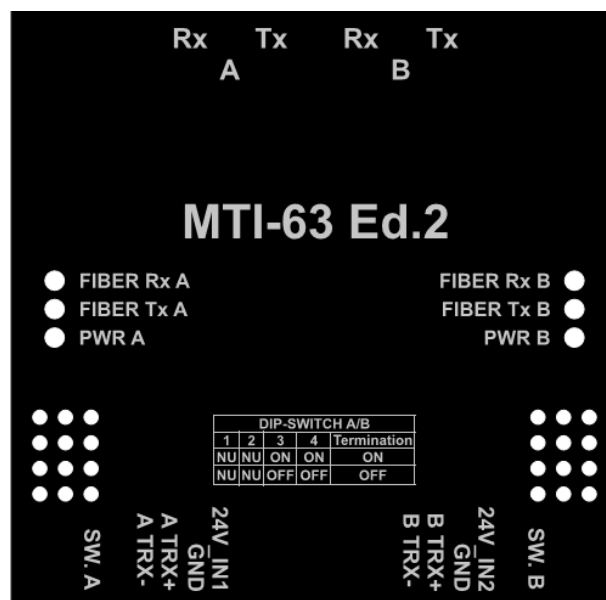 Rx Tx Rx Tx
A B
MTI-63 Ed.2
FIBER Rx A FIBER Rx B
FIBER Tx A FIBER Tx B
PWR A PWR B
DIP-SWITCH A/B
1 2 3 4 Termination
NU NU ON ON ON
NU NU OFF OFF OFF
SW. A
A TRX-
A TRX+
GND
24V_IN1
B TRX-
B TRX+
GND
24V_IN2
SW. B